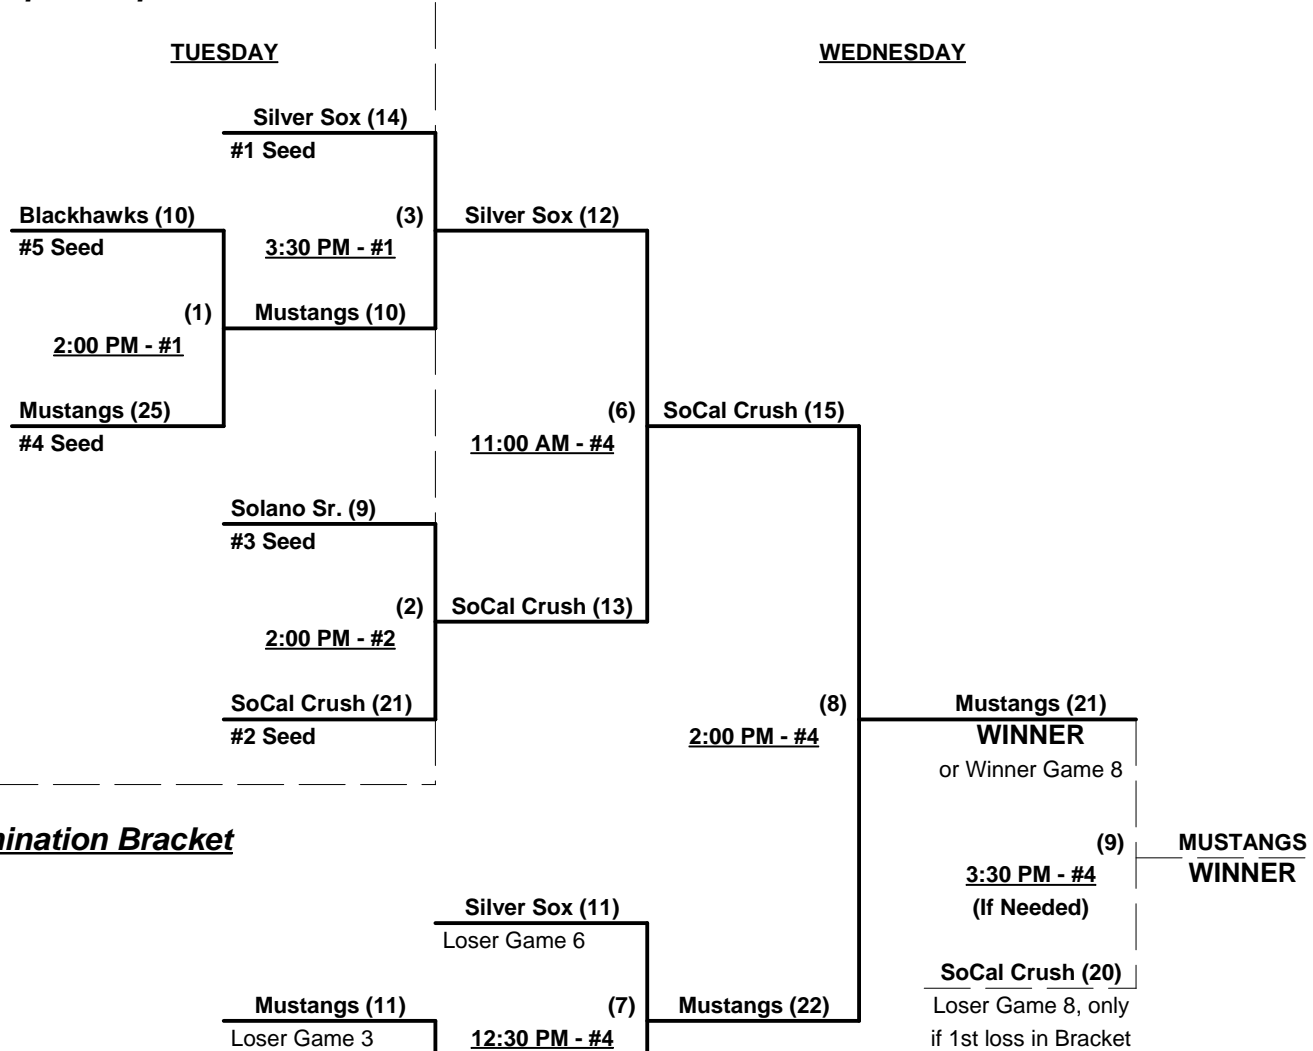 TUESDAY
WEDNESDAY
Silver Sox (14)
#1 Seed
Blackhawks (10)
(3)
Silver Sox (12)
#5 Seed
3:30 PM - #1
(1)
Mustangs (10)
2:00 PM - #1
Mustangs (25)
(6)
SoCal Crush (15)
#4 Seed
11:00 AM - #4
Solano Sr. (9)
#3 Seed
(2)
SoCal Crush (13)
2:00 PM - #2
SoCal Crush (21)
(8)
Mustangs (21)
#2 Seed
2:00 PM - #4
WINNER
or Winner Game 8
mination Bracket
(9)
MUSTANGS
3:30 PM - #4
WINNER
(If Needed)
Silver Sox (11)
Loser Game 6
SoCal Crush (20)
Mustangs (11)
(7)
Mustangs (22)
Loser Game 8, only
Loser Game 3
12:30 PM - #4
if 1st loss in Bracket